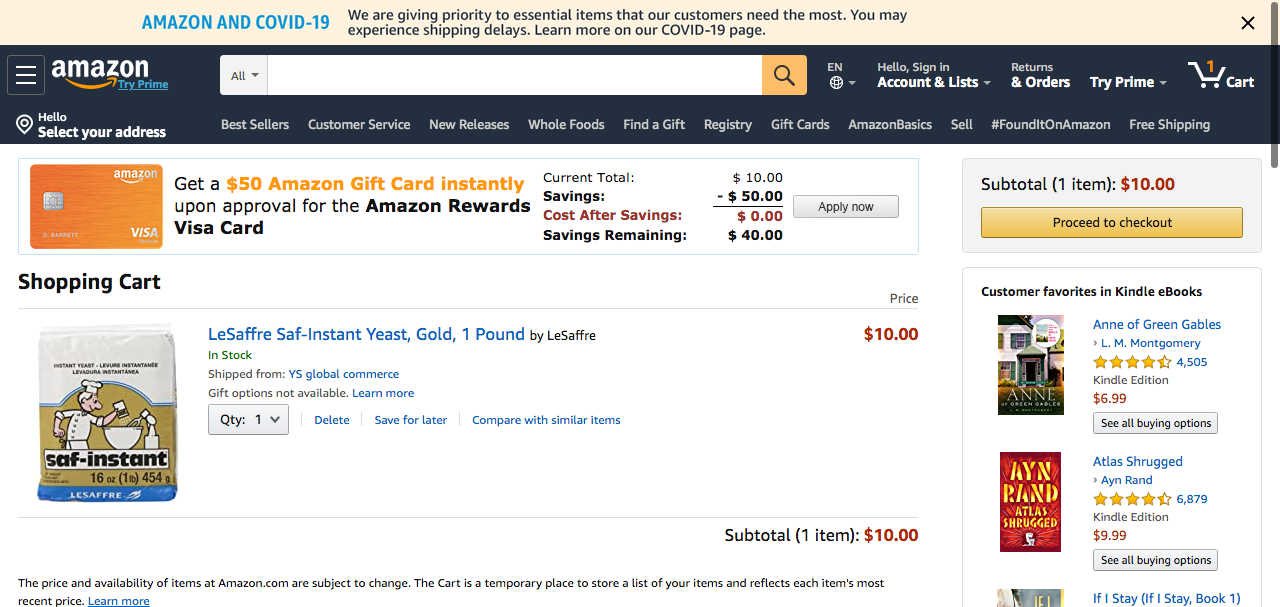 AMAZON AND COVID-19
We are giving priority to essential items that our customers need the most. You may
experience shipping delays. Learn more on our COVID-19 page.
amazon
Try Prime
All
EN
Hello, Sign in
Account & Lists
Returns
& Orders
Try Prime
1
Cart
Hello
Select your address
Best Sellers
Customer Service
New Releases
Whole Foods
Find a Gift
Registry
Gift Cards
AmazonBasics
Sell
#FoundItOnAmazon
Free Shipping
amazon
D. BARRETT
VISA
Get a $50 Amazon Gift Card instantly
upon approval for the Amazon Rewards
Visa Card
Current Total: $ 10.00
Savings: - $ 50.00
Cost After Savings: $ 0.00
Savings Remaining: $ 40.00
Apply now
Subtotal (1 item): $10.00
Proceed to checkout
Shopping Cart
Price
INSTANT YEAST - LEVURE INSTANTANÉE
LEVADURA INSTANTÁNEA
saf-instant
16 oz (1 lb) 454 g
LESAFFRE
LeSaffre Saf-Instant Yeast, Gold, 1 Pound by LeSaffre
$10.00
In Stock
Shipped from: YS global commerce
Gift options not available. Learn more
Qty: 1
Delete
Save for later
Compare with similar items
Subtotal (1 item): $10.00
The price and availability of items at Amazon.com are subject to change. The Cart is a temporary place to store a list of your items and reflects each item's most
recent price. Learn more
Customer favorites in Kindle eBooks
ANNE
OF GREEN GABLES
Anne of Green Gables
› L. M. Montgomery
4,505
Kindle Edition
$6.99
See all buying options
AYN
RAND
ATLAS
SHRUGGED
Atlas Shrugged
› Ayn Rand
6,879
Kindle Edition
$9.99
See all buying options
IF I
If I Stay (If I Stay, Book 1)